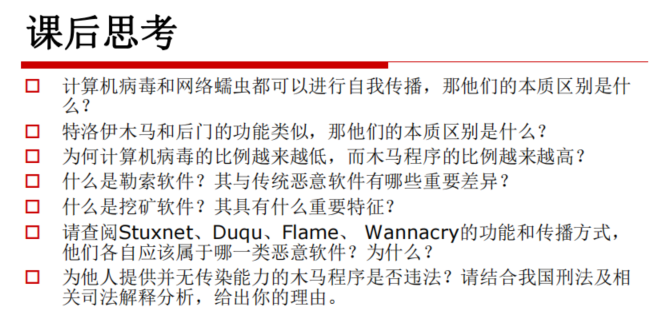 课后思考
计算机病毒和网络蠕虫都可以进行自我传播，那他们的本质区别是什
么？
特洛伊木马和后门的功能类似，那他们的本质区别是什么？
为何计算机病毒的比例越来越低，而木马程序的比例越来越高？
什么是勒索软件？其与传统恶意软件有哪些重要差异？
什么是挖矿软件？其具有什么重要特征？
请查阅Stuxnet、Duqu、Flame、 Wannacry的功能和传播方式，
他们各自应该属于哪一类恶意软件？为什么？
为他人提供并无传染能力的木马程序是否违法？请结合我国刑法及相
关司法解释分析，给出你的理由。